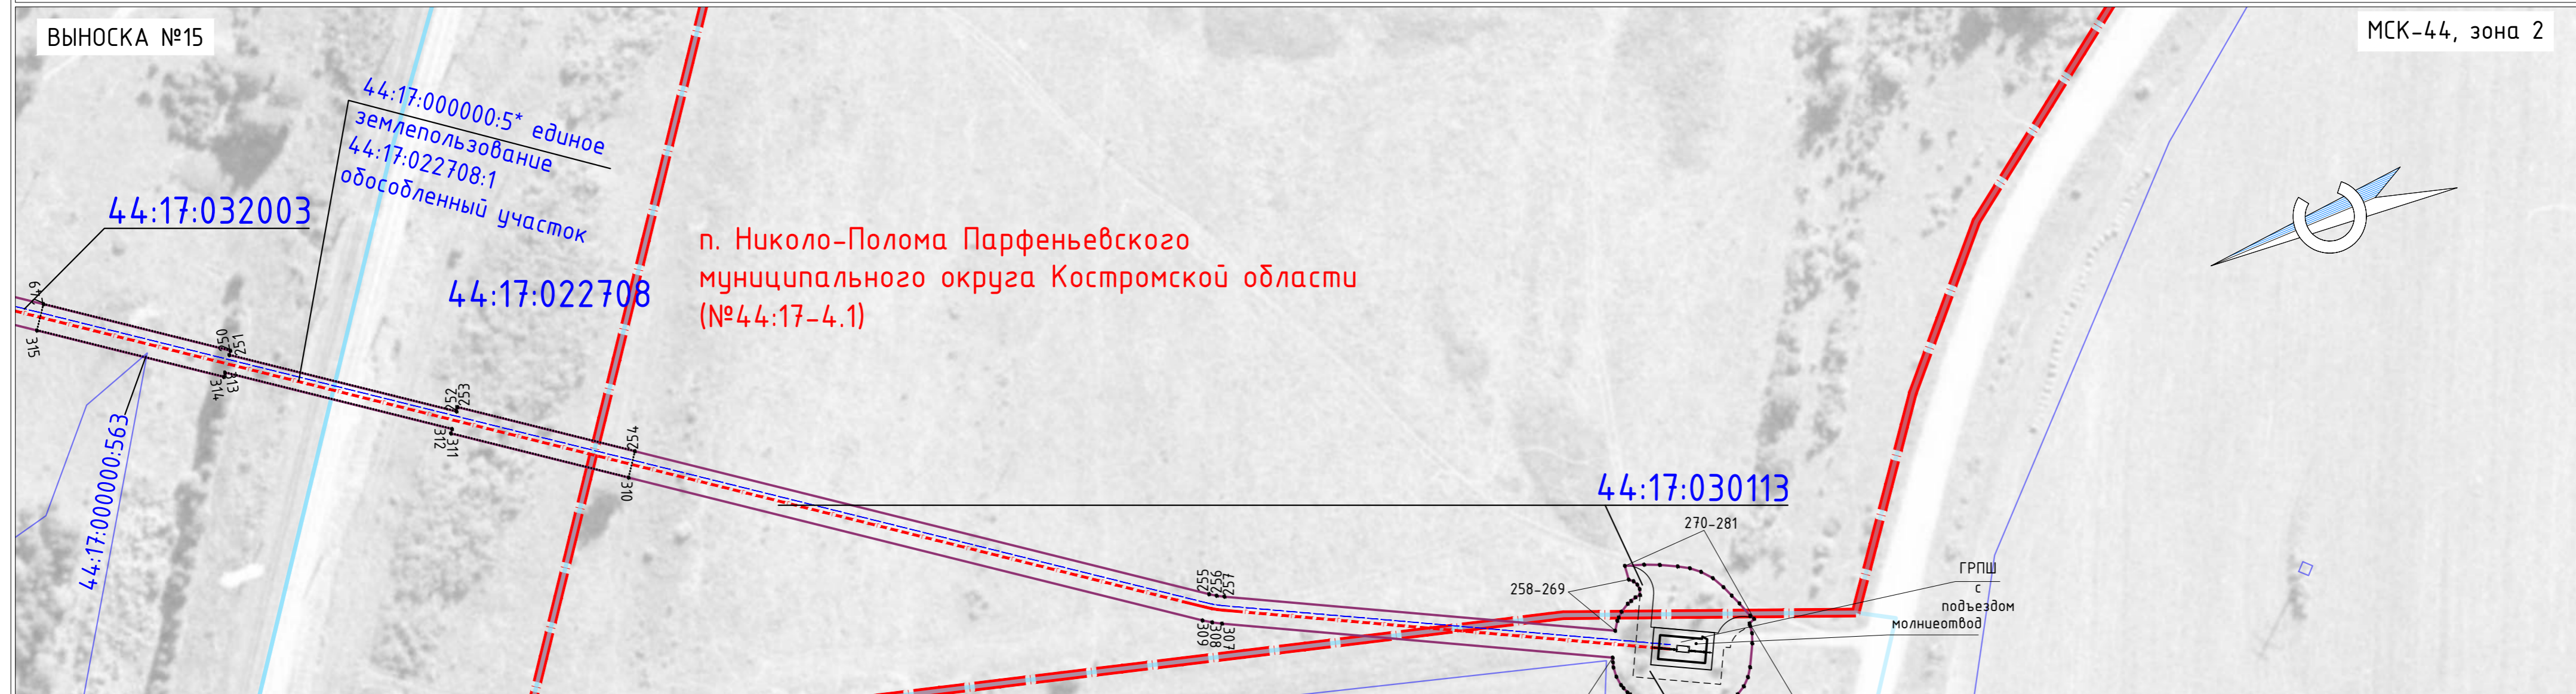 ВЫНОСКА №15
МСК-44, зона 2
44:17:000000:5* единое
землепользование
44:17:022708:1
обособленный участок
44:17:032003
44:17:022708
п. Николо-Полома Парфеньевского
муниципального округа Костромской области
(№44:17-4.1)
315
251
313
314
252
253
312
311
254
310
44:17:000000:563
44:17:030113
270-281
258-269
255
256
257
309
308
307
ГРПШ
с
подъездом
молниеотвод